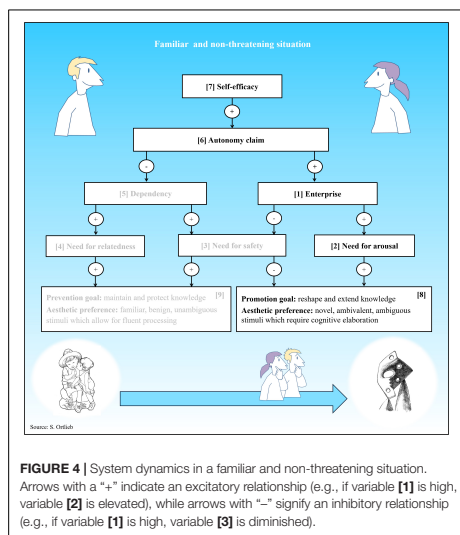 Familiar and non-threatening situation
[7] Self-efficacy
+
[6] Autonomy claim
- +
[5] Dependency [1] Enterprise
+ + - +
[4] Need for relatedness [3] Need for safety [2] Need for arousal
+ + - +
Prevention goal: maintain and protect knowledge [9]
Aesthetic preference: familiar, benign, unambiguous
stimuli which allow for fluent processing
Promotion goal: reshape and extend knowledge [8]
Aesthetic preference: novel, ambivalent, ambiguous
stimuli which require cognitive elaboration
Source: S. Ortlieb
FIGURE 4 | System dynamics in a familiar and non-threatening situation.
Arrows with a “+” indicate an excitatory relationship (e.g., if variable [1] is high,
variable [2] is elevated), while arrows with “–” signify an inhibitory relationship
(e.g., if variable [1] is high, variable [3] is diminished).